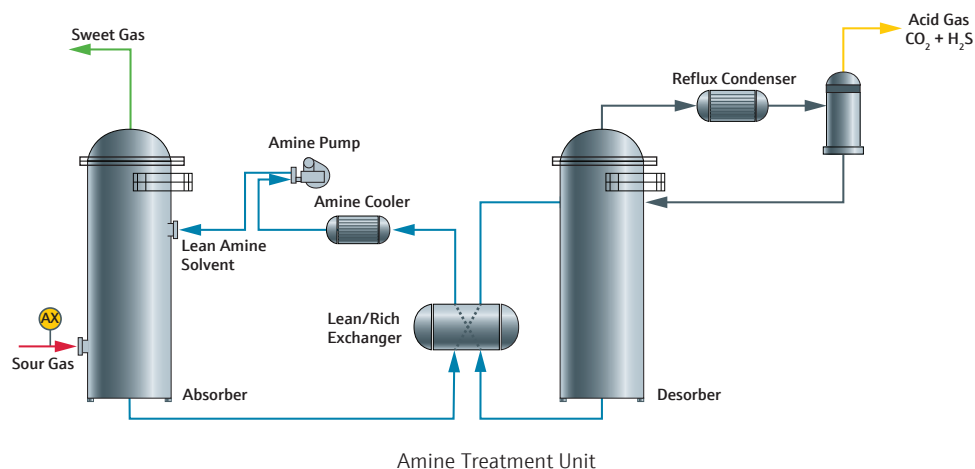 Sweet Gas
Acid Gas
CO₂ + H₂S
Reflux Condenser
Amine Pump
Amine Cooler
Lean Amine
Solvent
AX
Sour Gas
Lean/Rich
Exchanger
Absorber
Desorber
Amine Treatment Unit